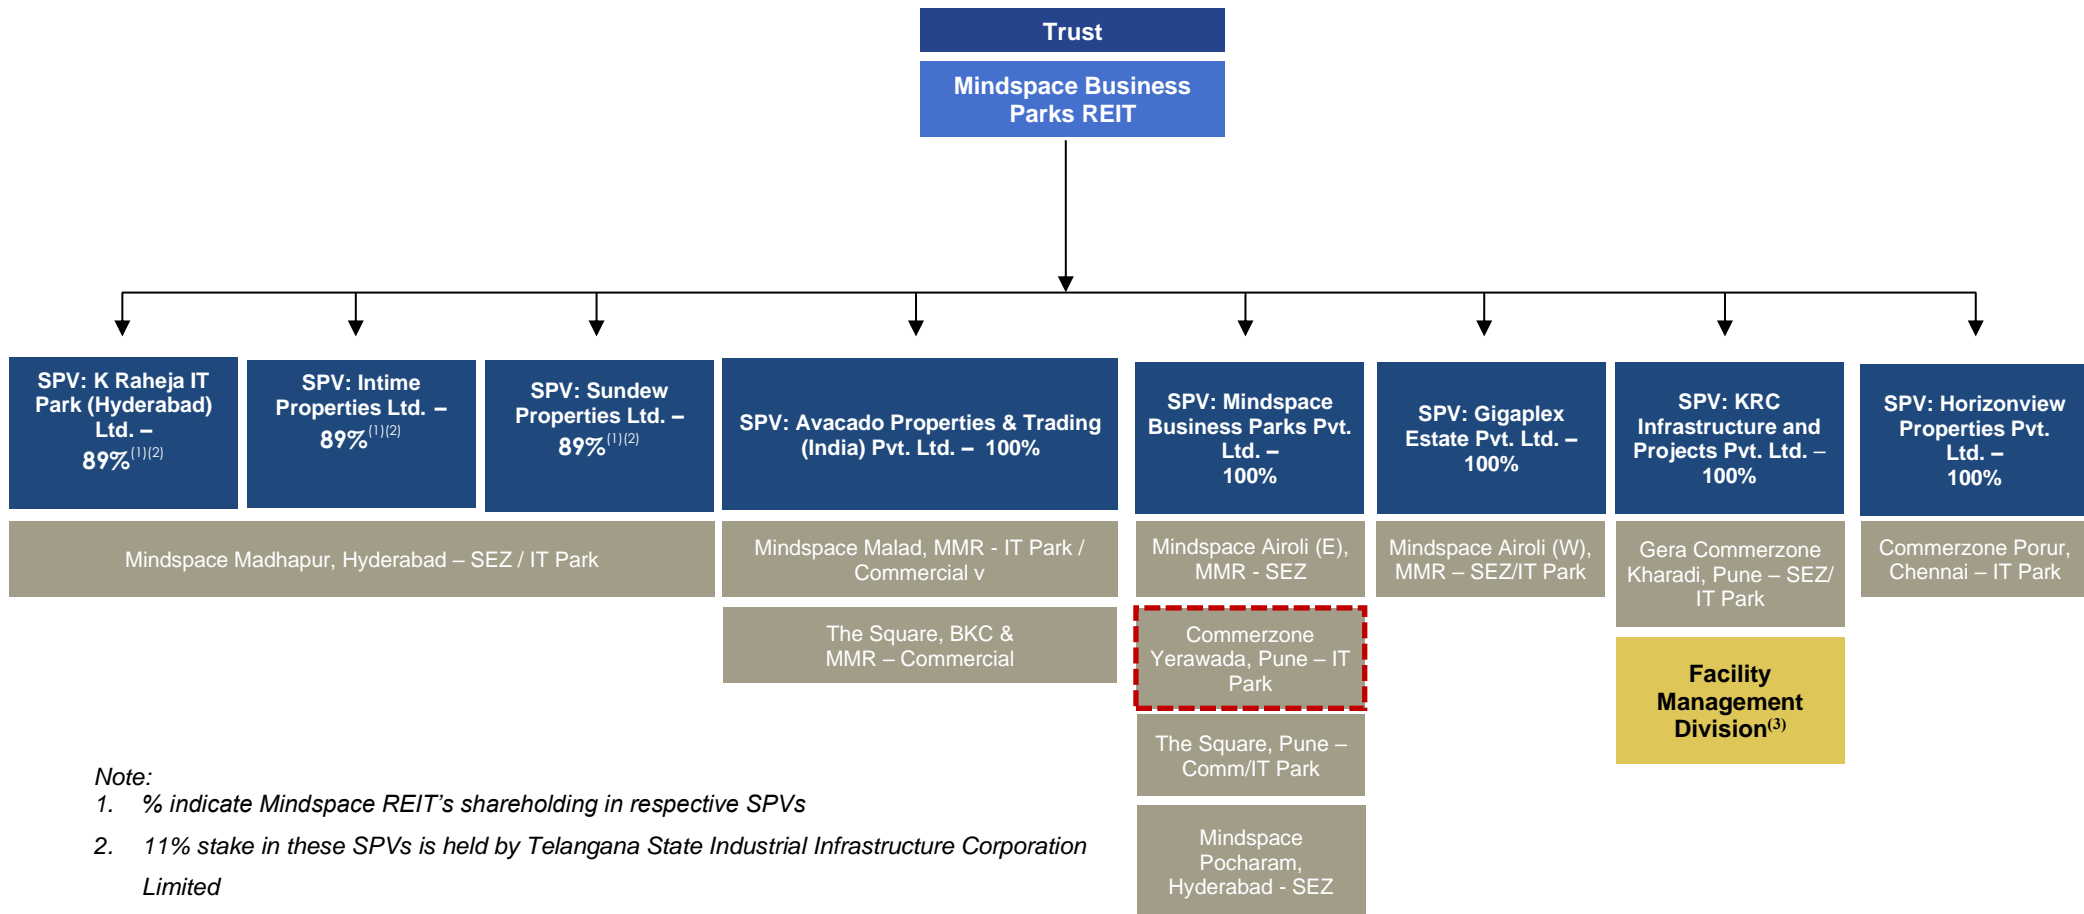 Trust
Mindspace Business
Parks REIT
SPV: K Raheja IT
Park (Hyderabad)
Ltd. –
89%(1)(2)
SPV: Intime
Properties Ltd. –
89%(1)(2)
SPV: Sundew
Properties Ltd. –
89%(1)(2)
SPV: Avacado Properties & Trading
(India) Pvt. Ltd. – 100%
SPV: Mindspace
Business Parks Pvt.
Ltd. –
100%
SPV: Gigaplex
Estate Pvt. Ltd. –
100%
SPV: KRC
Infrastructure and
Projects Pvt. Ltd. –
100%
SPV: Horizonview
Properties Pvt.
Ltd. –
100%
Mindspace Madhapur, Hyderabad – SEZ / IT Park
Mindspace Malad, MMR - IT Park /
Commercial v
The Square, BKC &
MMR – Commercial
Mindspace Airoli (E),
MMR - SEZ
Commerzone
Yerawada, Pune – IT
Park
The Square, Pune –
Comm/IT Park
Mindspace
Pocharam,
Hyderabad - SEZ
Mindspace Airoli (W),
MMR – SEZ/IT Park
Gera Commerzone
Kharadi, Pune – SEZ/
IT Park
Facility
Management
Division(3)
Commerzone Porur,
Chennai – IT Park
Note:
1. % indicate Mindspace REIT's shareholding in respective SPVs
2. 11% stake in these SPVs is held by Telangana State Industrial Infrastructure Corporation
Limited